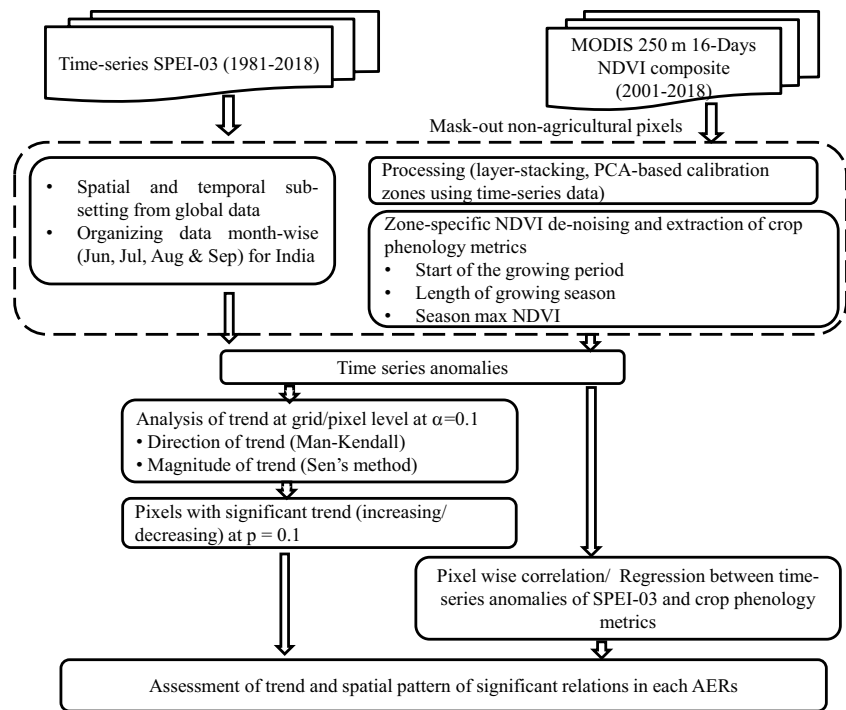 Time-series SPEI-03 (1981-2018)
MODIS 250 m 16-Days
NDVI composite
(2001-2018)
Mask-out non-agricultural pixels
• Spatial and temporal sub-
setting from global data
• Organizing data month-wise
(Jun, Jul, Aug & Sep) for India
Processing (layer-stacking, PCA-based calibration
zones using time-series data)
Zone-specific NDVI de-noising and extraction of crop
phenology metrics
• Start of the growing period
• Length of growing season
• Season max NDVI
Time series anomalies
Analysis of trend at grid/pixel level at α=0.1
• Direction of trend (Man-Kendall)
• Magnitude of trend (Sen’s method)
Pixels with significant trend (increasing/
decreasing) at p = 0.1
Pixel wise correlation/ Regression between time-
series anomalies of SPEI-03 and crop phenology
metrics
Assessment of trend and spatial pattern of significant relations in each AERs